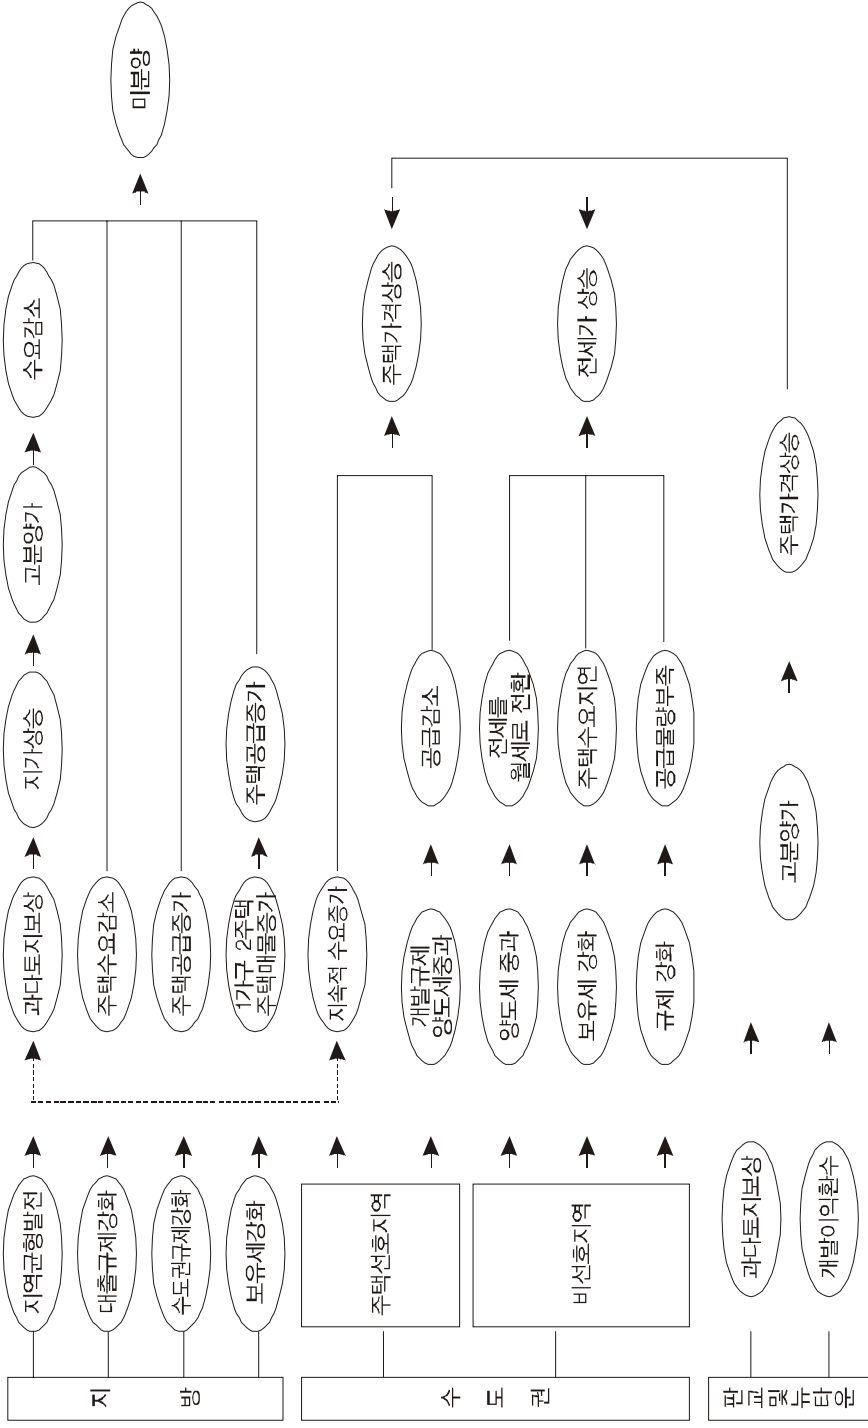 지 방
지역균형발전
과다토지보상
지가상승
고분양가
수요감소
미분양
대출규제강화
주택수요감소
수도권규제강화
주택공급증가
보유세강화
1가구 2주택
주택매물증가
주택공급증가
수 도 권
주택선호지역
지속적 수요증가
개발규제
양도세중과
공급감소
주택가격상승
비선호지역
양도세 중과
전세를
월세로 전환
보유세 강화
주택수요지연
전세가 상승
규제 강화
공급물량부족
판교및뉴타운
과다토지보상
개발이익환수
고분양가
주택가격상승